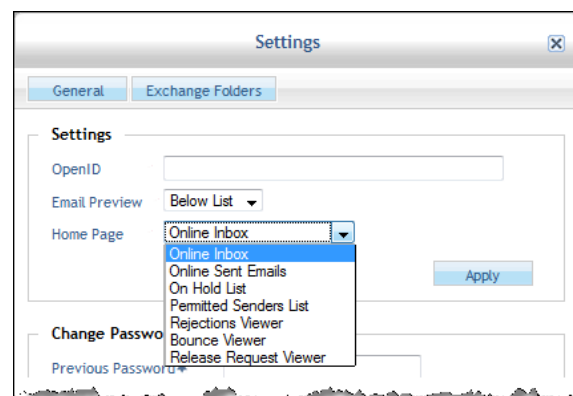 Settings
General
Exchange Folders
Settings
OpenID
Email Preview Below List
Home Page Online Inbox
Online Inbox
Online Sent Emails
On Hold List
Permitted Senders List
Rejections Viewer
Bounce Viewer
Release Request Viewer
Apply
Change Passwo
Previous Password